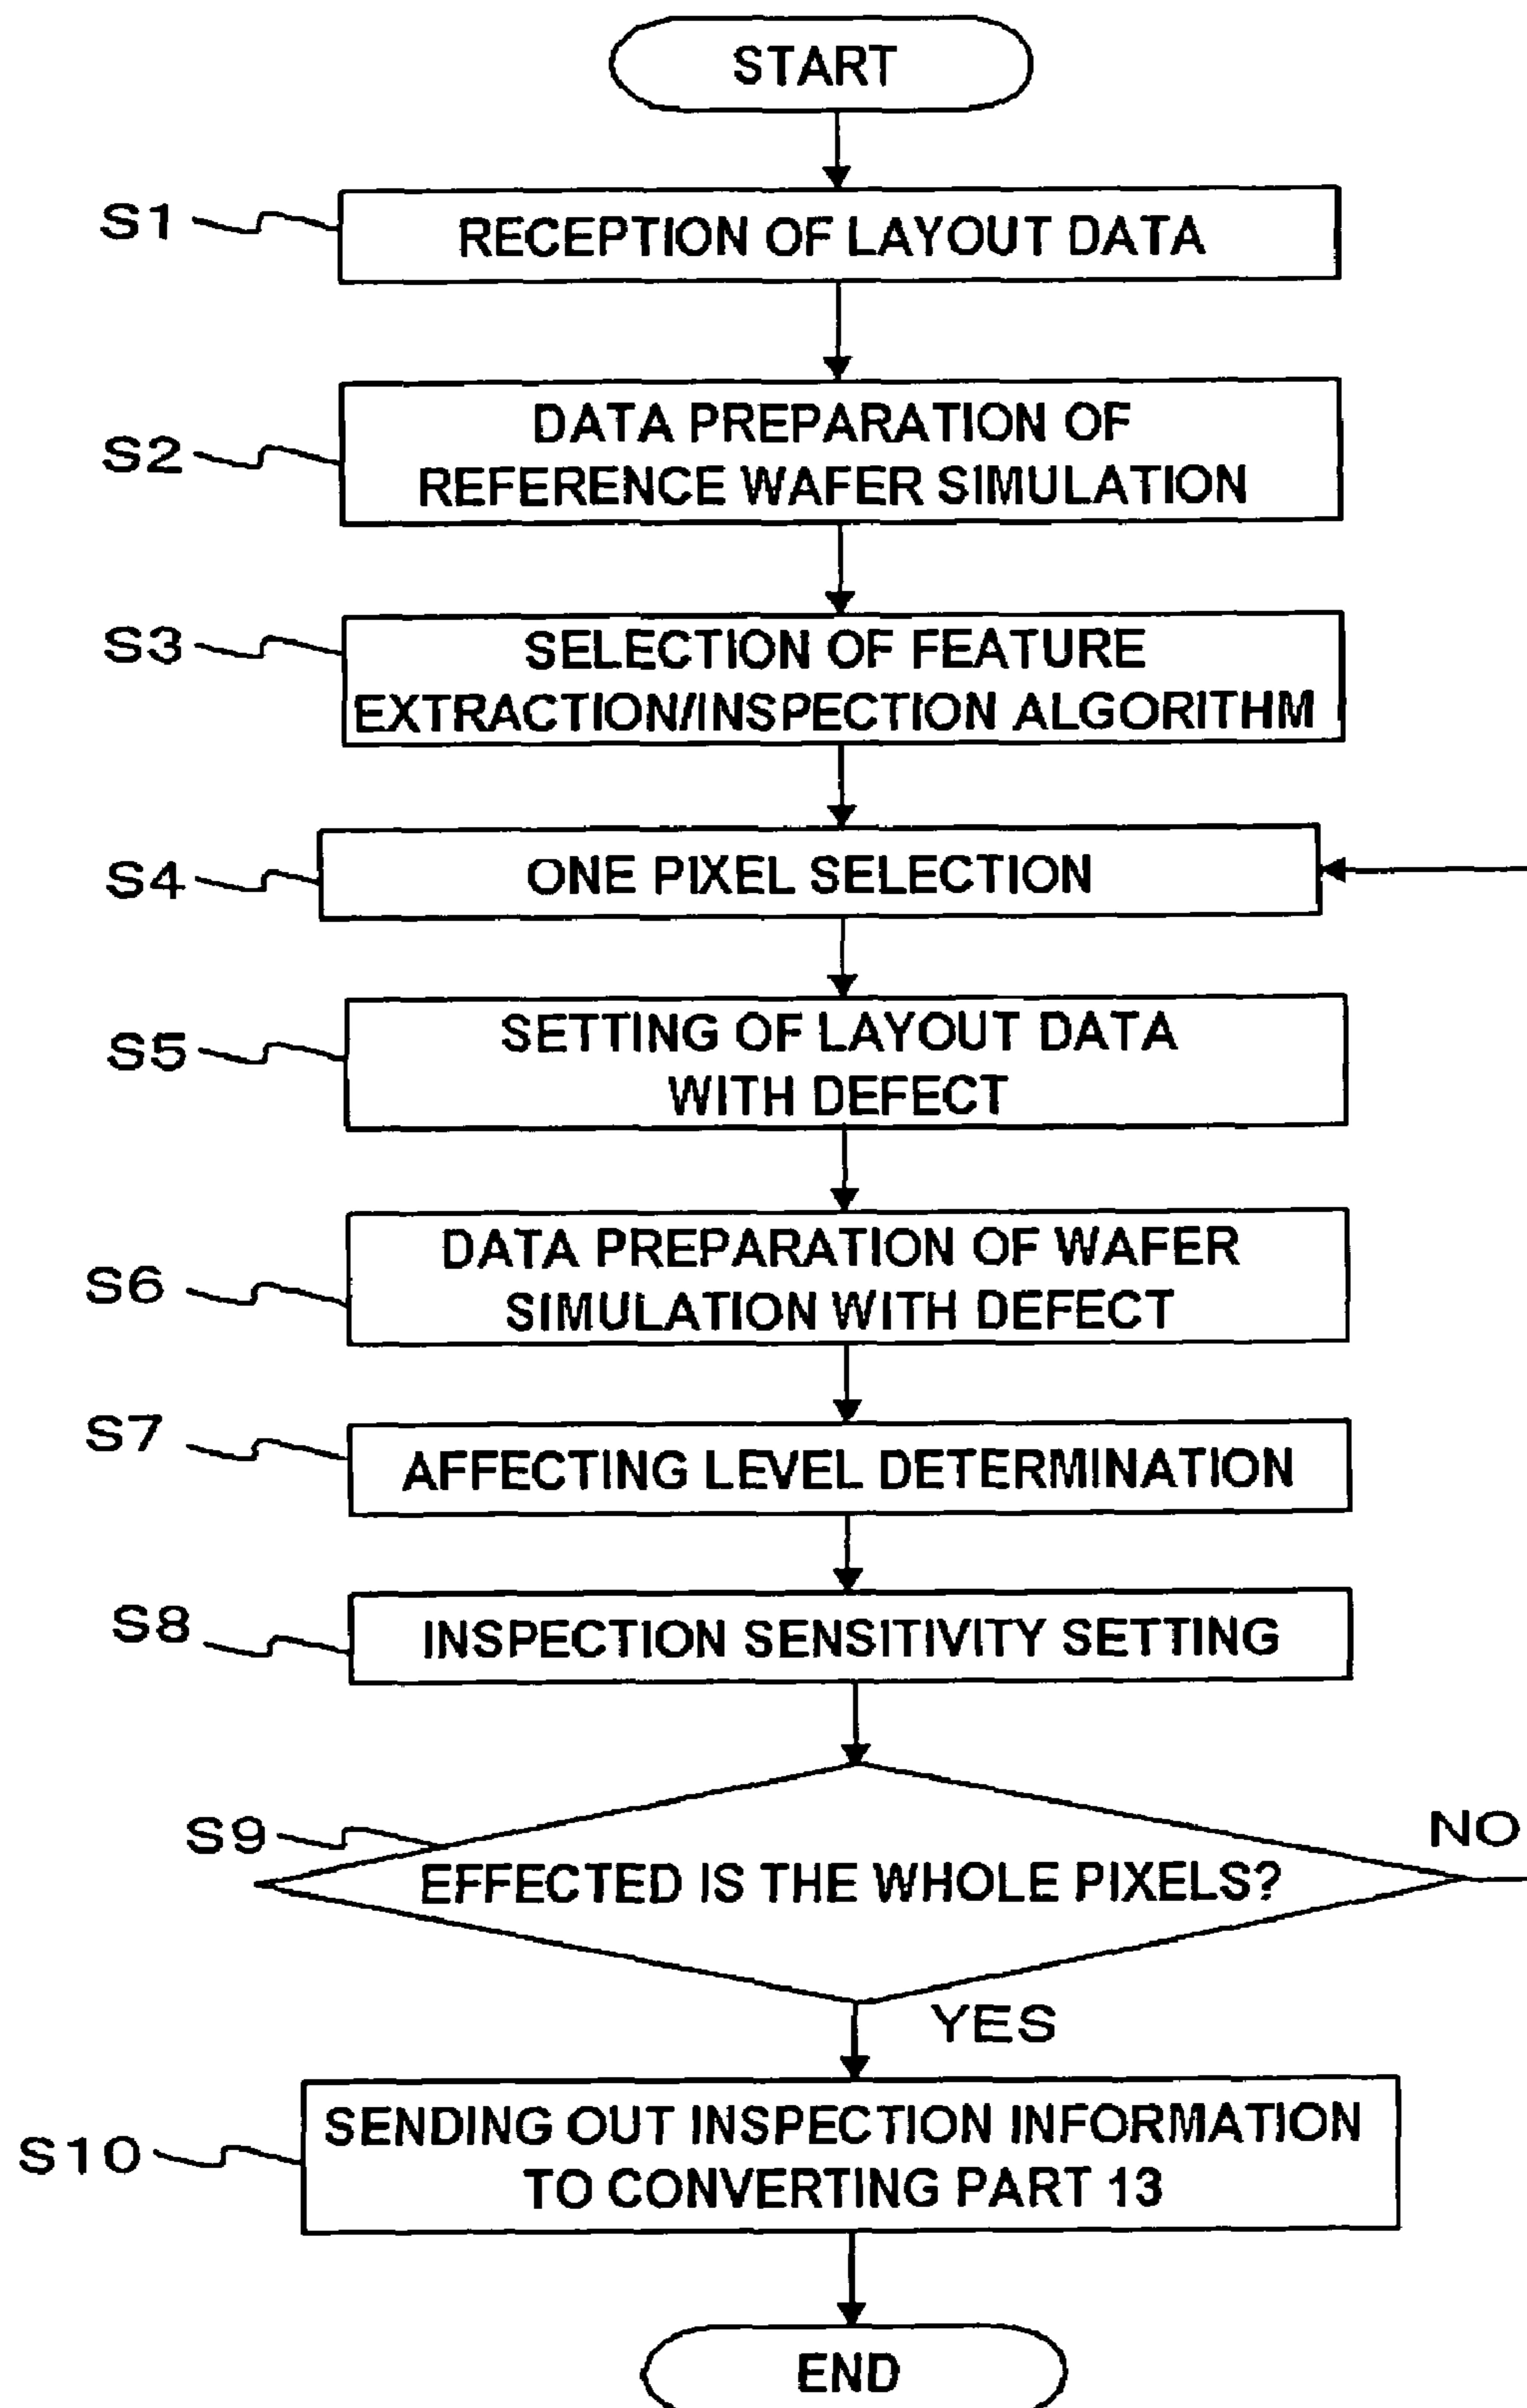 START
S1
RECEPTION OF LAYOUT DATA
S2
DATA PREPARATION OF
REFERENCE WAFER SIMULATION
S3
SELECTION OF FEATURE
EXTRACTION/INSPECTION ALGORITHM
S4
ONE PIXEL SELECTION
S5
SETTING OF LAYOUT DATA
WITH DEFECT
S6
DATA PREPARATION OF WAFER
SIMULATION WITH DEFECT
S7
AFFECTING LEVEL DETERMINATION
S8
INSPECTION SENSITIVITY SETTING
S9
EFFECTED IS THE WHOLE PIXELS?
NO
YES
S10
SENDING OUT INSPECTION INFORMATION
TO CONVERTING PART 13
END